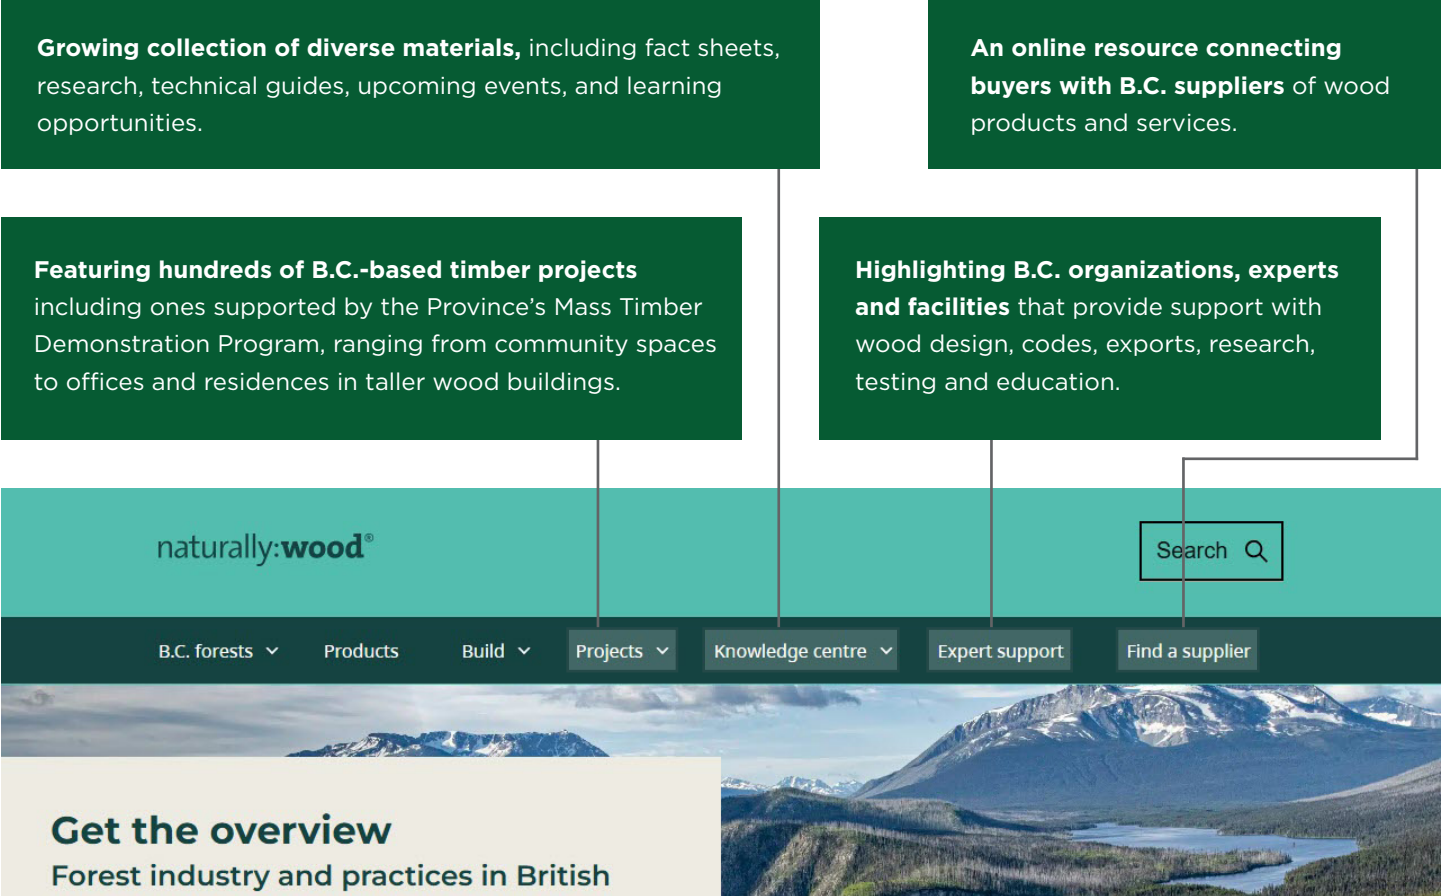 Growing collection of diverse materials, including fact sheets,
research, technical guides, upcoming events, and learning
opportunities.
An online resource connecting
buyers with B.C. suppliers of wood
products and services.
Featuring hundreds of B.C.-based timber projects
including ones supported by the Province’s Mass Timber
Demonstration Program, ranging from community spaces
to offices and residences in taller wood buildings.
Highlighting B.C. organizations, experts
and facilities that provide support with
wood design, codes, exports, research,
testing and education.
naturally:wood®
Search
B.C. forests Products Build Projects Knowledge centre Expert support Find a supplier
Get the overview
Forest industry and practices in British